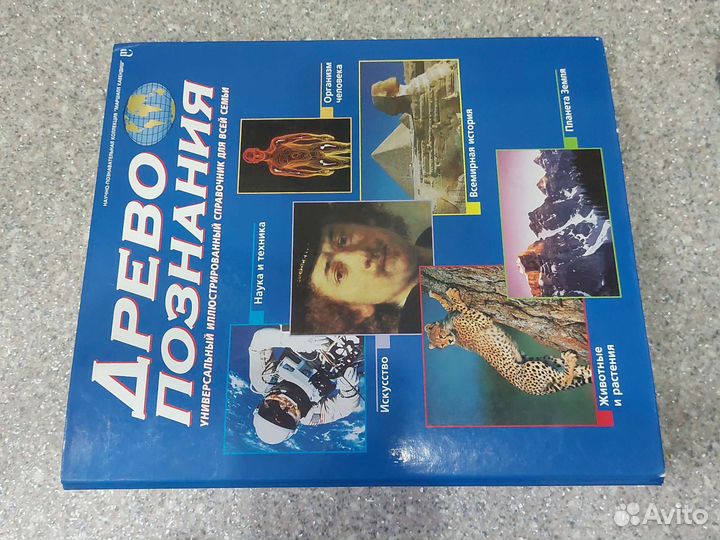 НАУЧНО-ПОЗНАВАТЕЛЬНАЯ КОЛЛЕКЦИЯ "МАРШАЛЛ КАВЕНДИШ"
ДРЕВО
ПОЗНАНИЯ
УНИВЕРСАЛЬНЫЙ ИЛЛЮСТРИРОВАННЫЙ СПРАВОЧНИК ДЛЯ ВСЕЙ СЕМЬИ
Организм
человека
Наука и техника
Всемирная история
Искусство
Планета Земля
Животные
и растения
Avito